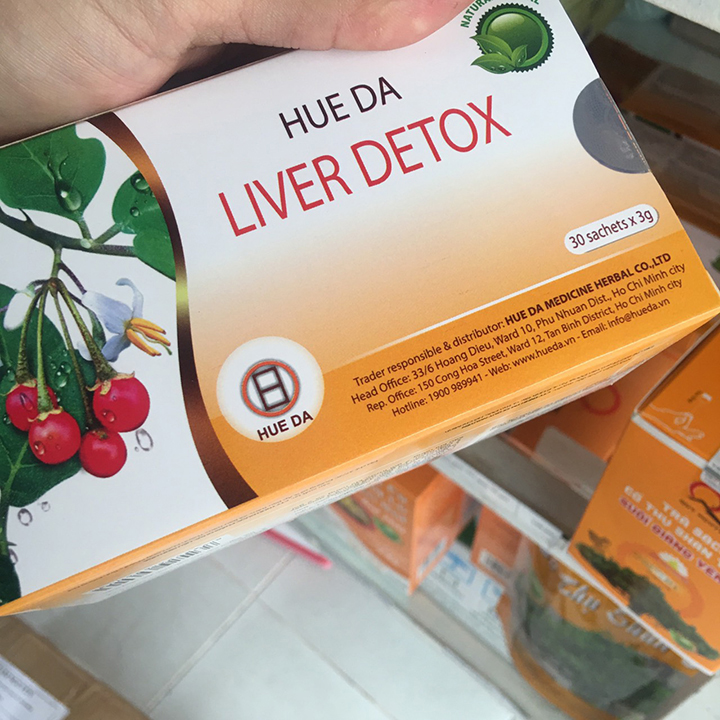 NATURAL
HUE DA
LIVER DETOX
30 sachets x 3g
Trader responsible & distributor: HUE DA MEDICINE HERBAL CO.,LTD
Head Office: 33/6 Hoang Dieu, Ward 10, Phu Nhuan Dist., Ho Chi Minh city
Rep. Office: 150 Cong Hoa Street, Ward 12, Tan Binh District, Ho Chi Minh city
Hotline: 1900 989941 - Web: www.hueda.vn - Email: info@hueda.vn
HUE DA